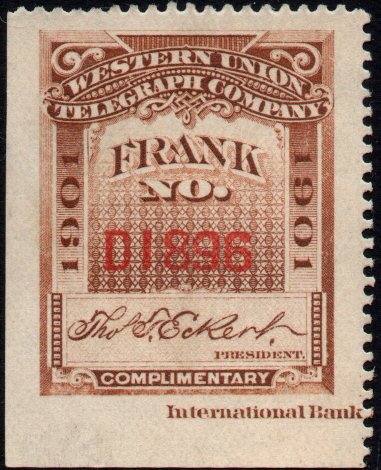 WESTERN UNION
TELEGRAPH COMPANY
FRANK
NO.
1901
1901
D1896
Thos. T. Eckert.
PRESIDENT.
COMPLIMENTARY
International Bank